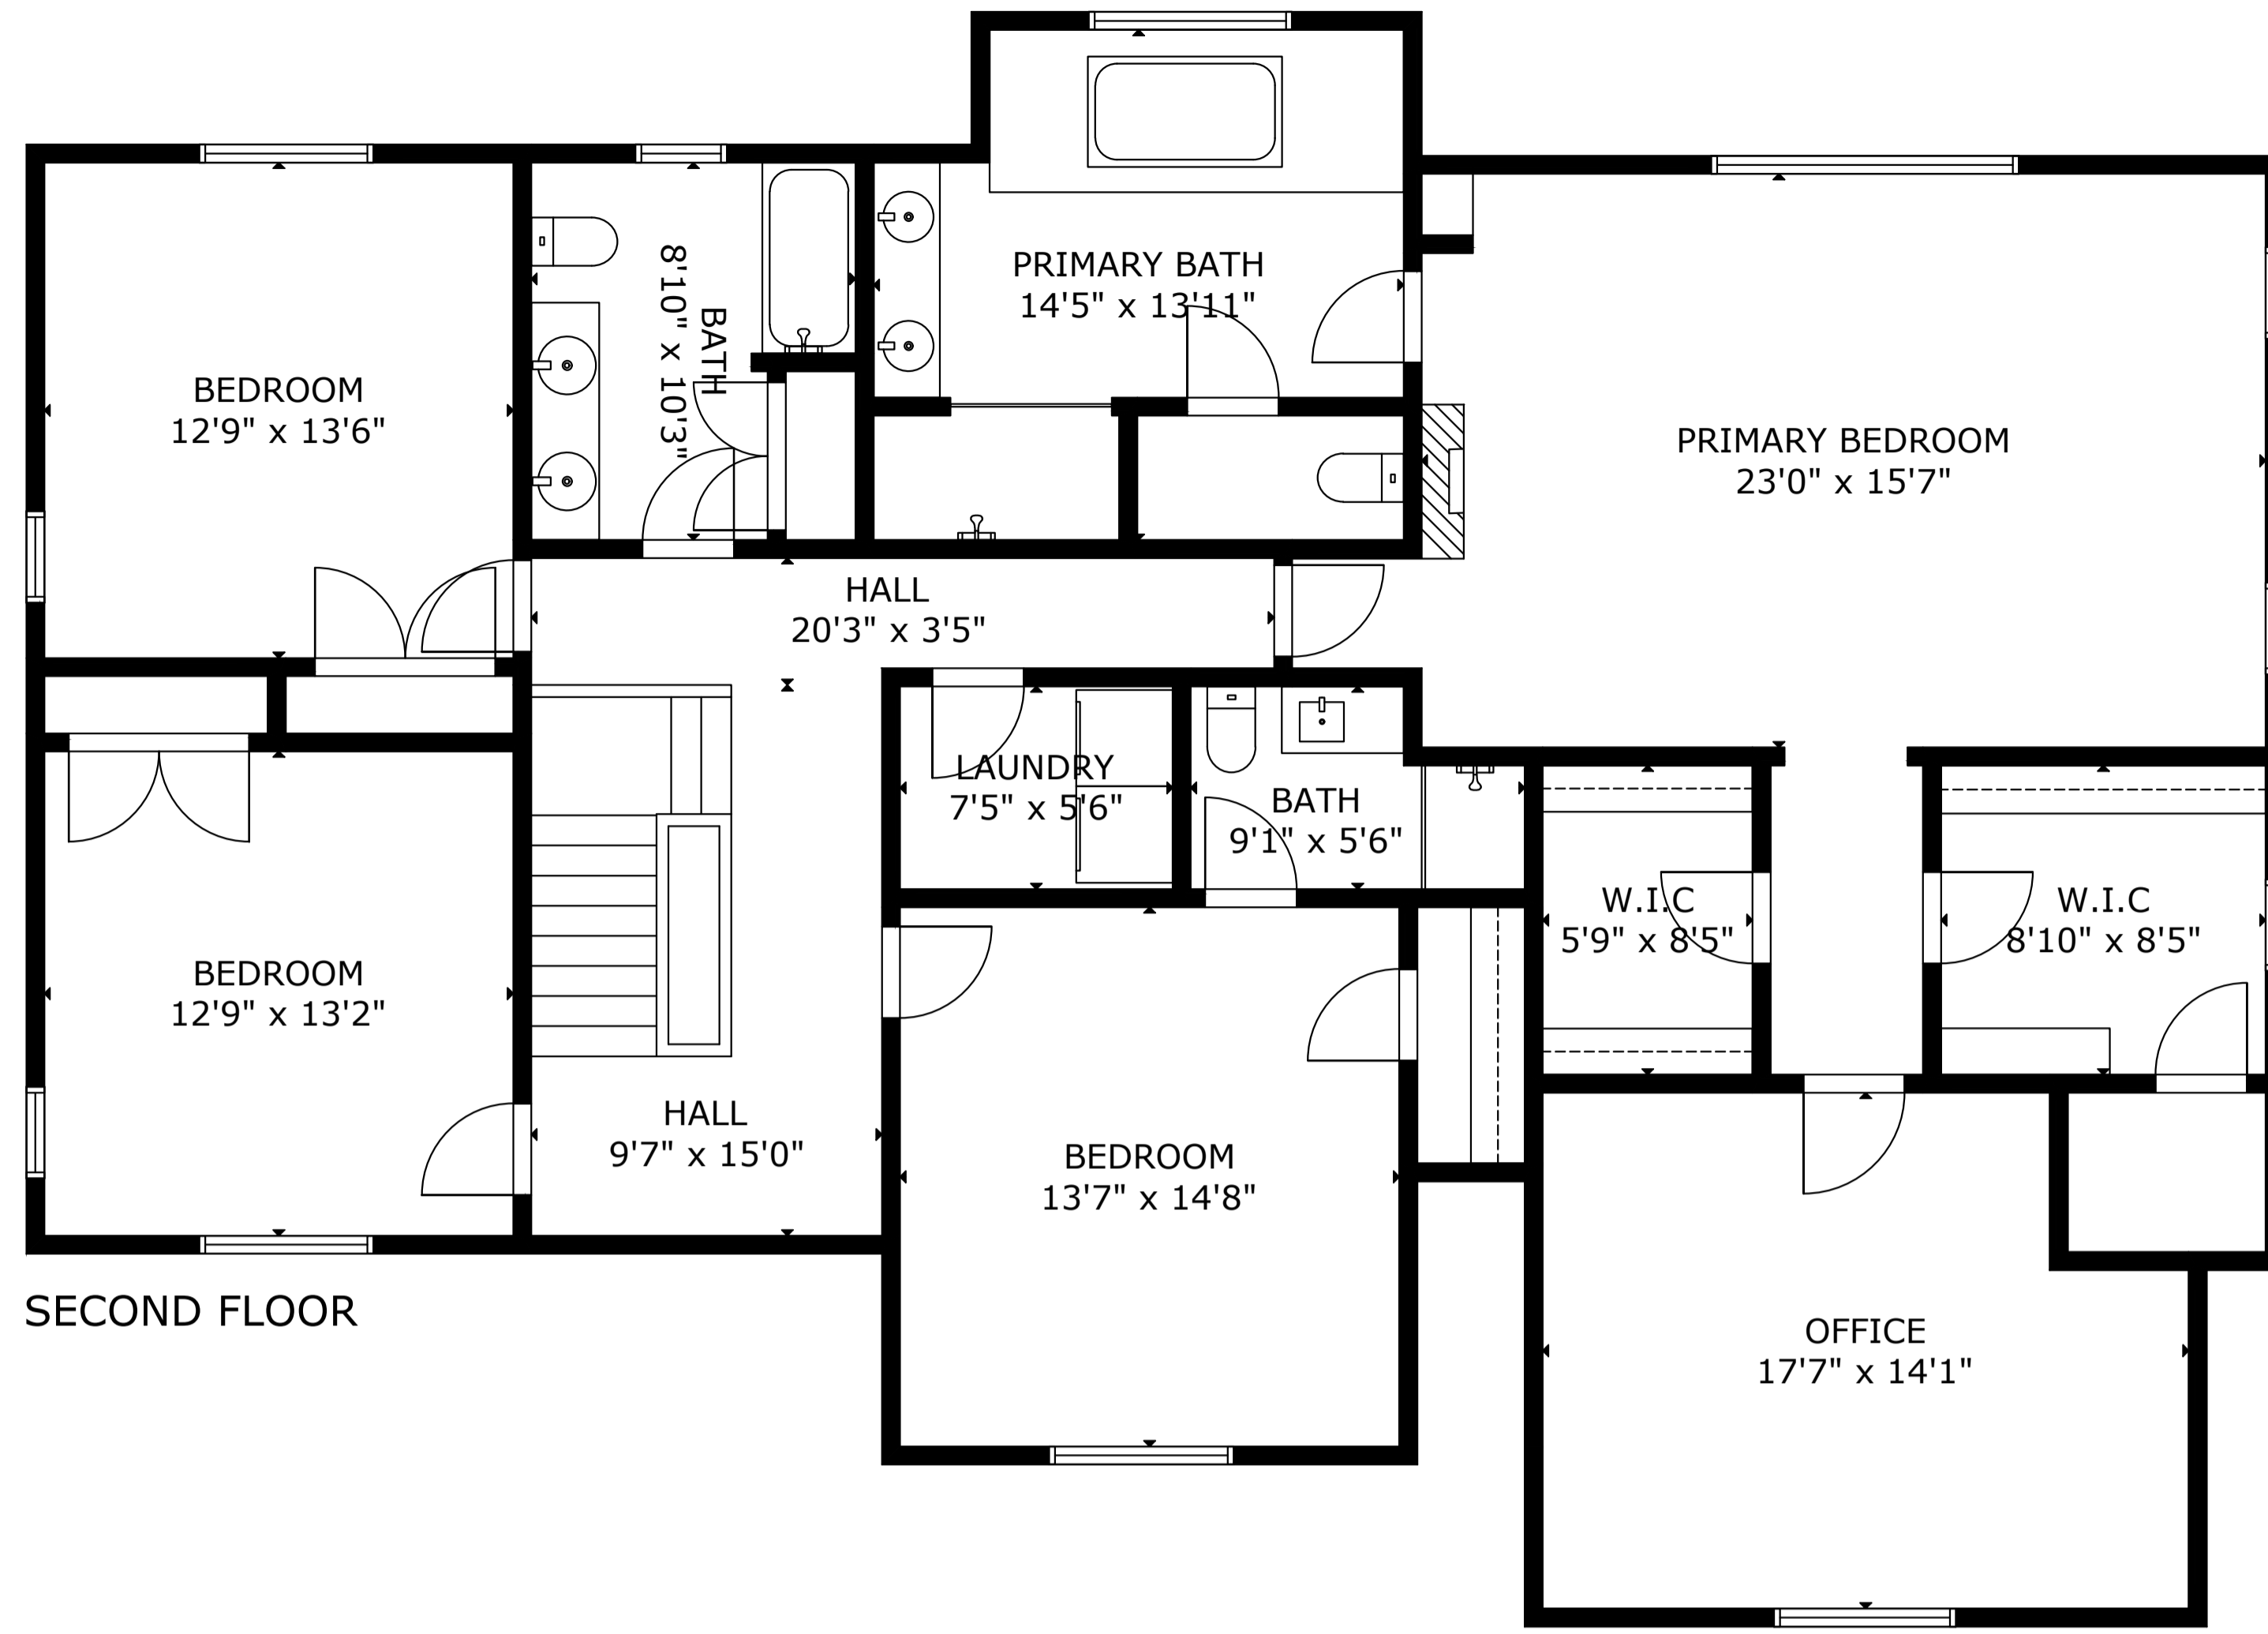 PRIMARY BATH
14'5" x 13'11"
BATH
8'10" x 10'3"
BEDROOM
12'9" x 13'6"
PRIMARY BEDROOM
23'0" x 15'7"
HALL
20'3" x 3'5"
LAUNDRY
7'5" x 5'6"
BATH
9'1" x 5'6"
W.I.C
5'9" x 8'5"
W.I.C
8'10" x 8'5"
BEDROOM
12'9" x 13'2"
HALL
9'7" x 15'0"
BEDROOM
13'7" x 14'8"
SECOND FLOOR
OFFICE
17'7" x 14'1"